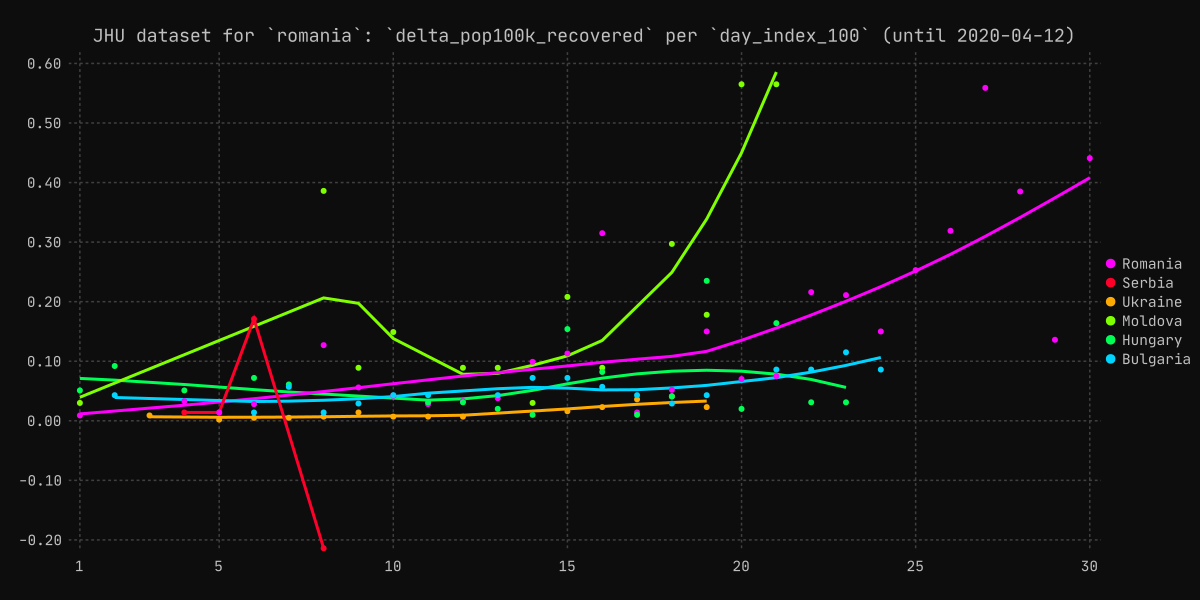 JHU dataset for `romania`: `delta_pop100k_recovered` per `day_index_100` (until 2020-04-12)
0.60
0.50
0.40
0.30
0.20
0.10
0.00
-0.10
-0.20
1 5 10 15 20 25 30
Romania
Serbia
Ukraine
Moldova
Hungary
Bulgaria